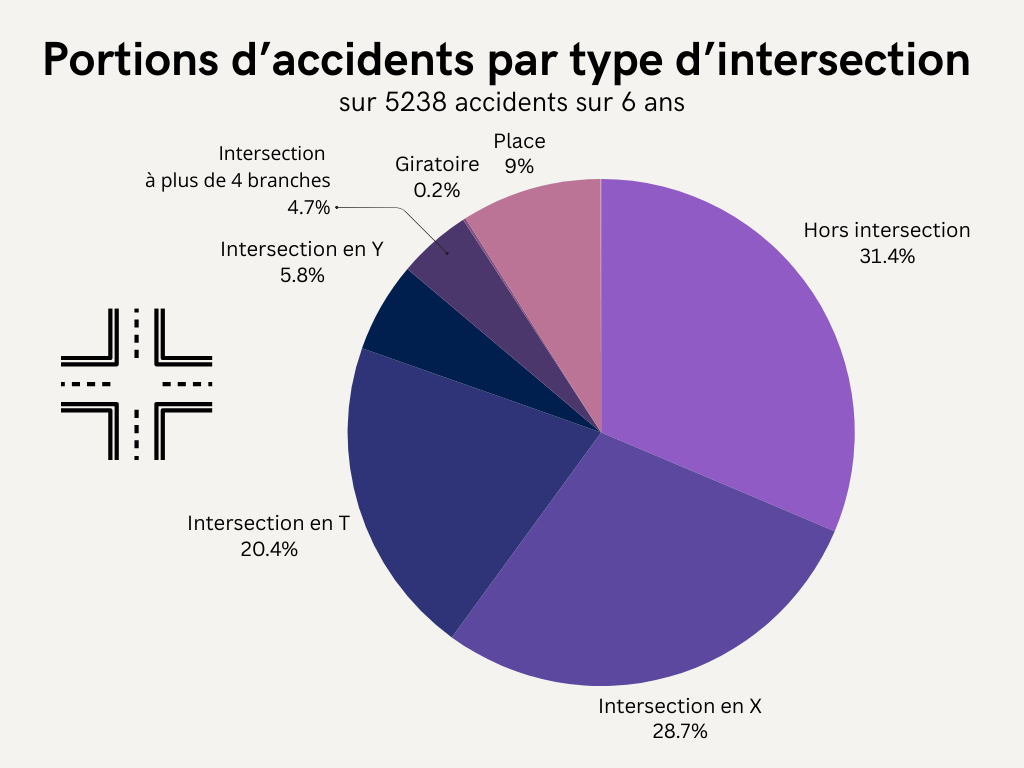 Portions d’accidents par type d’intersection
sur 5238 accidents sur 6 ans
Place
9%
Intersection
à plus de 4 branches
4.7%
Giratoire
0.2%
Hors intersection
31.4%
Intersection en Y
5.8%
Intersection en T
20.4%
Intersection en X
28.7%